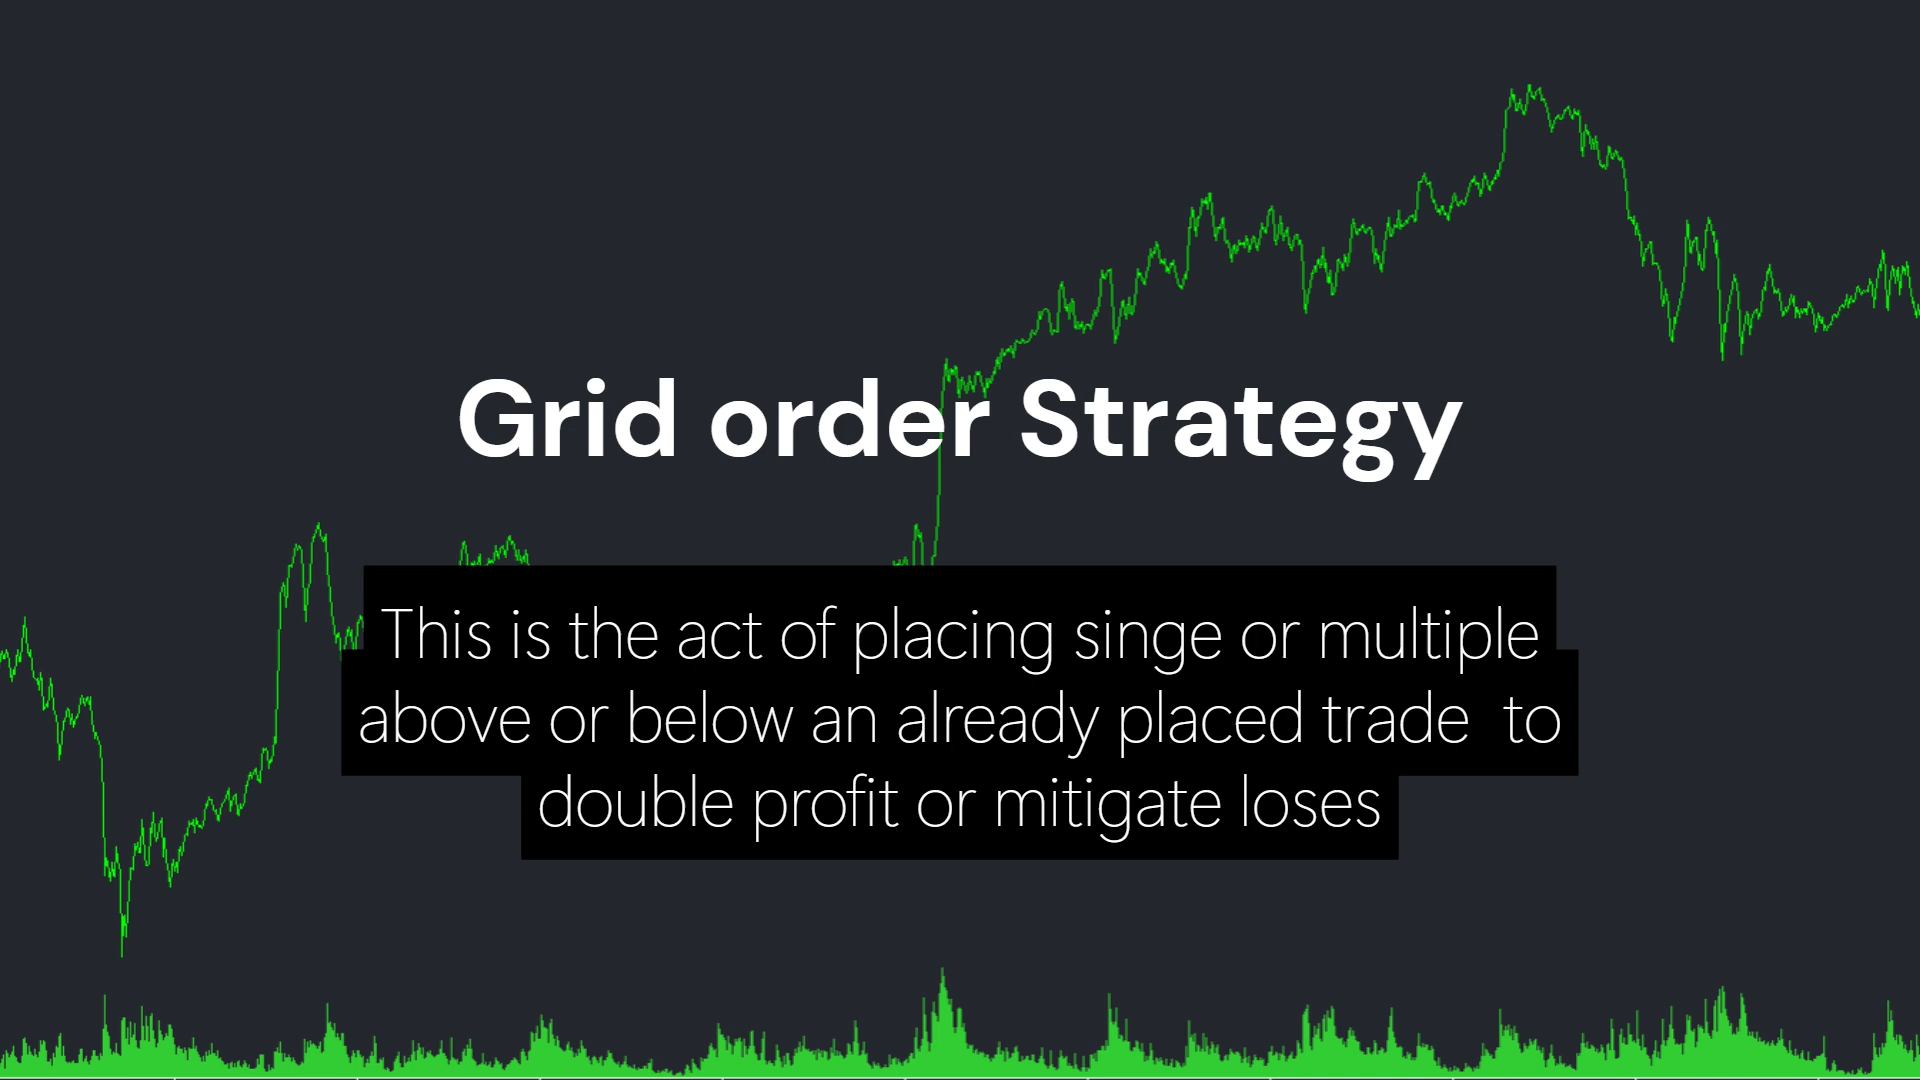 Grid order Strategy
This is the act of placing singe or multiple
above or below an already placed trade  to
double profit or mitigate loses